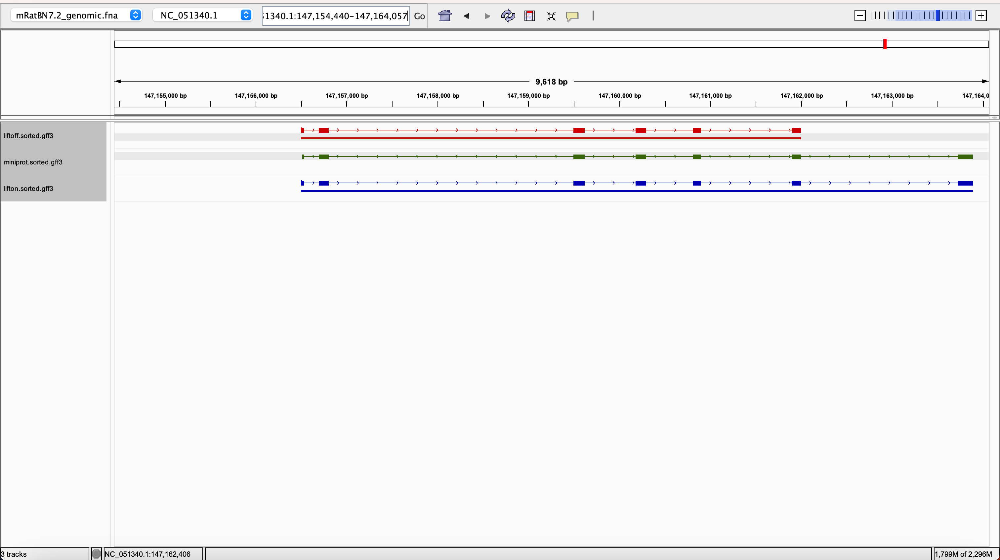 mRatBN7.2_genomic.fna NC_051340.1 51340.1:147,154,440-147,164,057 Go
9,618 bp
147,155,000 bp 147,156,000 bp 147,157,000 bp 147,158,000 bp 147,159,000 bp 147,160,000 bp 147,161,000 bp 147,162,000 bp 147,163,000 bp 147,164,0
liftoff.sorted.gff3
miniprot.sorted.gff3
lifton.sorted.gff3
3 tracks NC_051340.1:147,162,406 1,799M of 2,296M